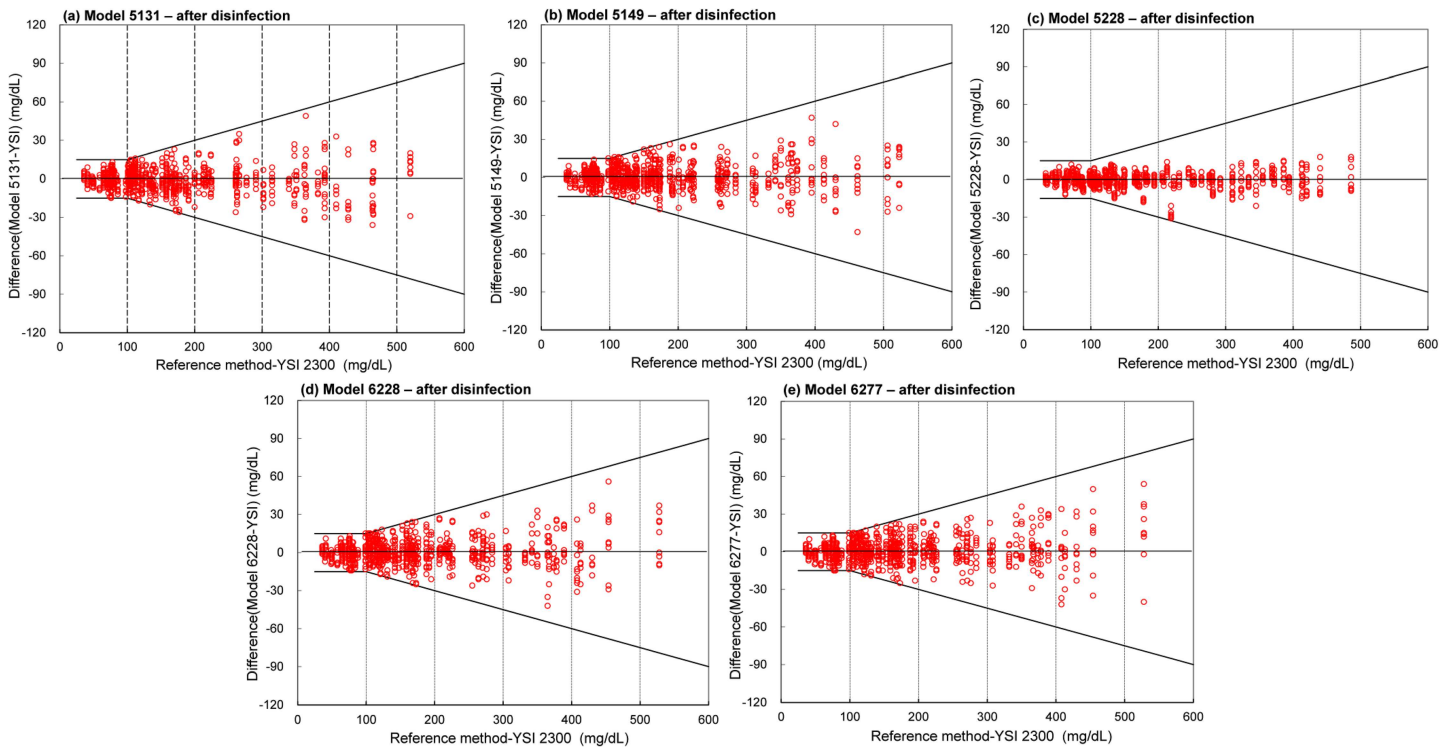 (a) Model 5131 – after disinfection
Difference(Model 5131-YSI) (mg/dL)
120
90
60
30
0
-30
-60
-90
-120
0 100 200 300 400 500 600
Reference method-YSI 2300 (mg/dL)
(b) Model 5149 – after disinfection
Difference(Model 5149-YSI) (mg/dL)
120
90
60
30
0
-30
-60
-90
-120
0 100 200 300 400 500 600
Reference method-YSI 2300 (mg/dL)
(c) Model 5228 – after disinfection
Difference(Model 5228-YSI) (mg/dL)
120
90
60
30
0
-30
-60
-90
-120
0 100 200 300 400 500 600
Reference method-YSI 2300 (mg/dL)
(d) Model 6228 – after disinfection
Difference(Model 6228-YSI) (mg/dL)
120
90
60
30
0
-30
-60
-90
-120
0 100 200 300 400 500 600
Reference method-YSI 2300 (mg/dL)
(e) Model 6277 – after disinfection
Difference(Model 6277-YSI) (mg/dL)
120
90
60
30
0
-30
-60
-90
-120
0 100 200 300 400 500 600
Reference method-YSI 2300 (mg/dL)